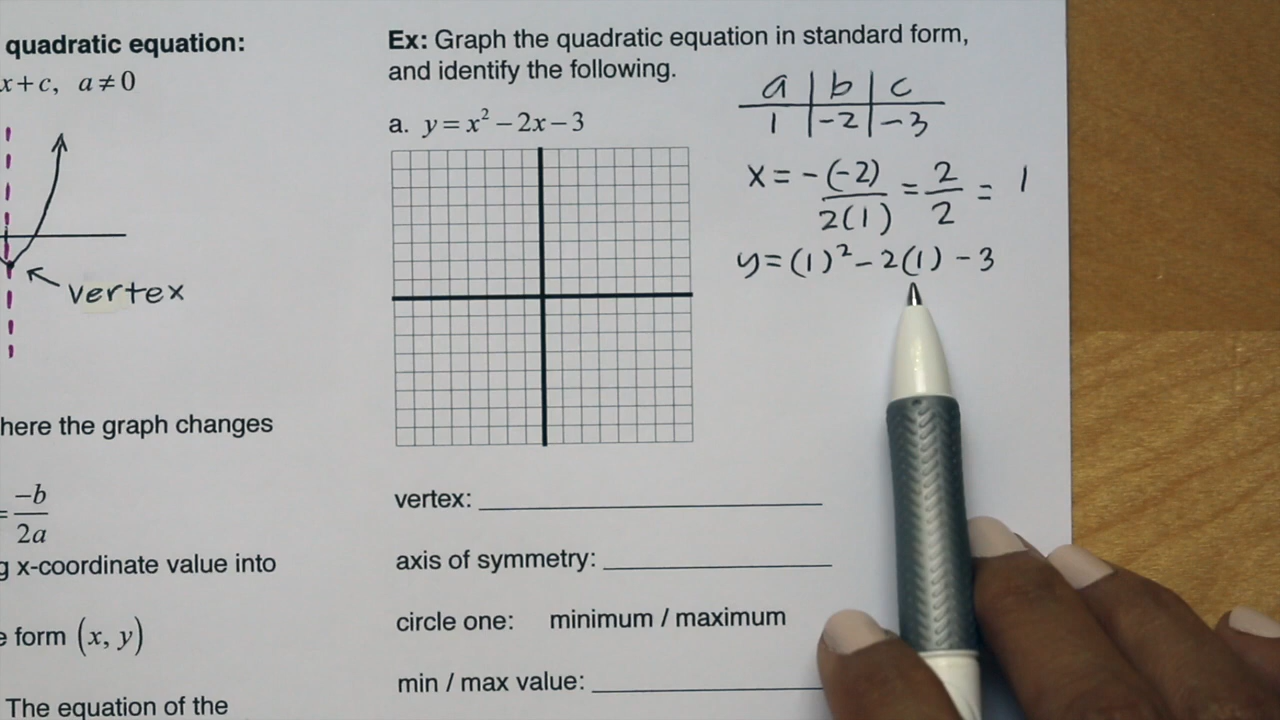 quadratic equation:
x+c, a≠0
vertex
here the graph changes
= -b/2a
g x-coordinate value into
e form (x, y)
The equation of the
Ex: Graph the quadratic equation in standard form,
and identify the following.
a. y=x²−2x−3
a | b | c
1 | -2 | -3
x = -(-2)/2(1) = 2/2 = 1
y=(1)²-2(1)-3
vertex:
axis of symmetry:
circle one: minimum / maximum
min / max value: